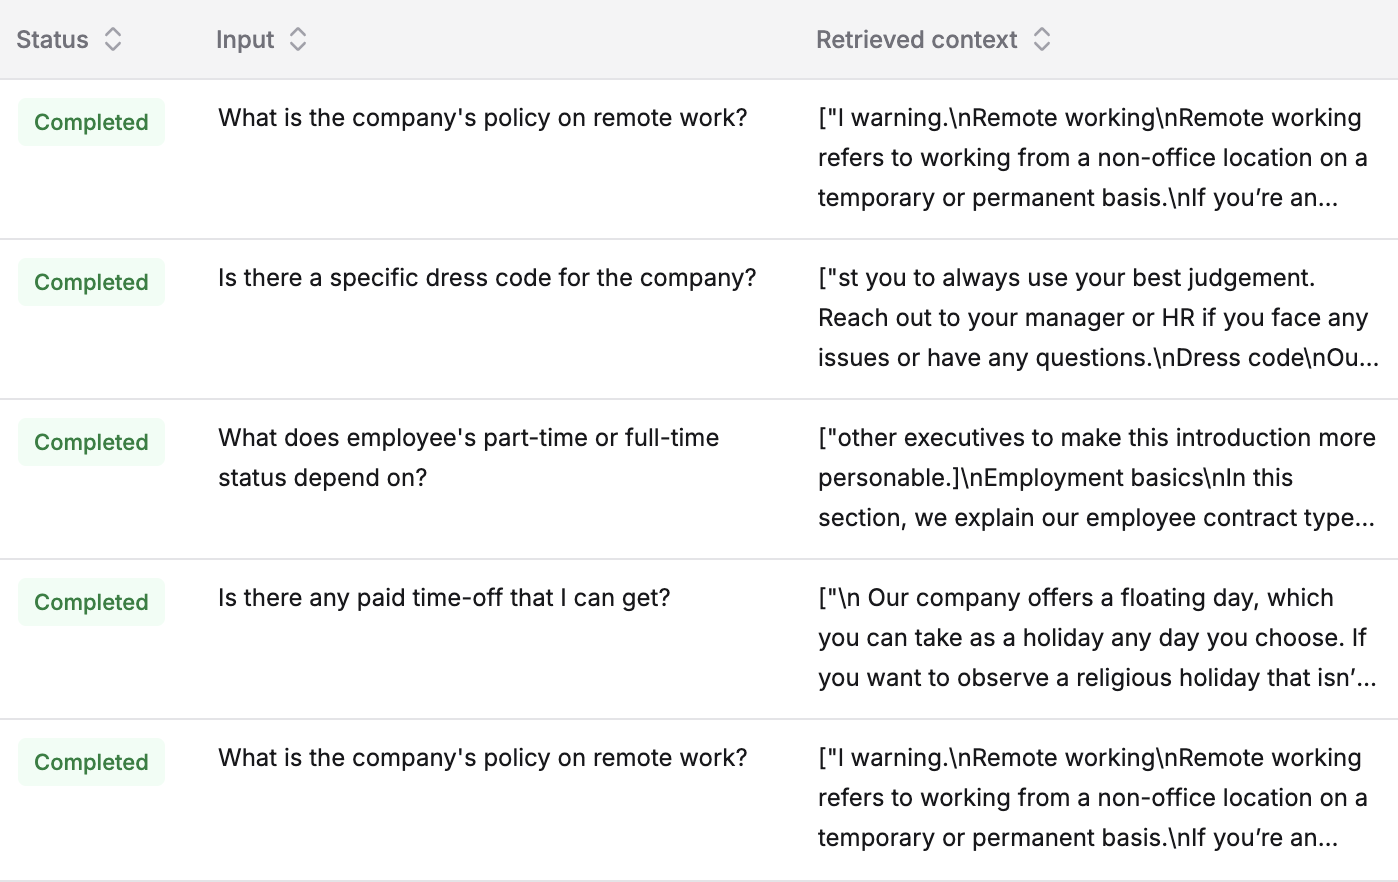 Status Input Retrieved context
Completed What is the company's policy on remote work? ["l warning.\nRemote working\nRemote working
refers to working from a non-office location on a
temporary or permanent basis.\nIf you’re an...
Completed Is there a specific dress code for the company? ["st you to always use your best judgement.
Reach out to your manager or HR if you face any
issues or have any questions.\nDress code\nOu...
Completed What does employee's part-time or full-time ["other executives to make this introduction more
status depend on? personable.]\nEmployment basics\nIn this
section, we explain our employee contract type...
Completed Is there any paid time-off that I can get? ["\n Our company offers a floating day, which
you can take as a holiday any day you choose. If
you want to observe a religious holiday that isn’...
Completed What is the company's policy on remote work? ["l warning.\nRemote working\nRemote working
refers to working from a non-office location on a
temporary or permanent basis.\nIf you’re an...